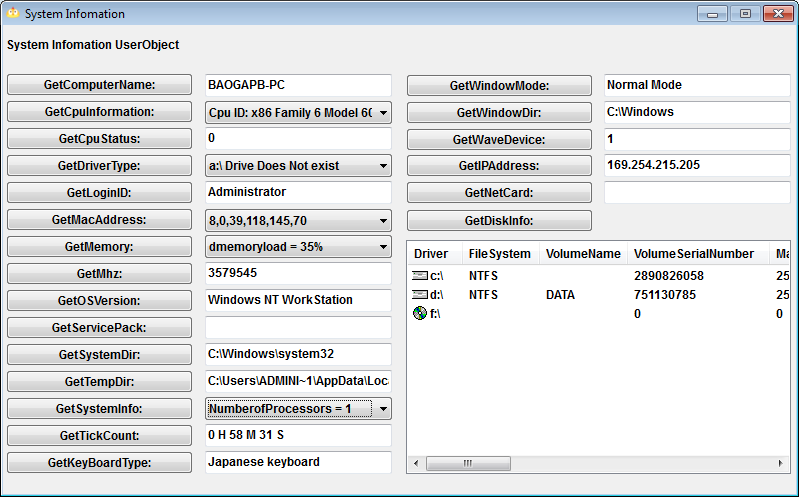 System Infomation
System Infomation UserObject
GetComputerName: BAOGAPB-PC
GetCpuInformation: Cpu ID: x86 Family 6 Model 60
GetCpuStatus: 0
GetDriverType: a:\ Drive Does Not exist
GetLoginID: Administrator
GetMacAddress: 8,0,39,118,145,70
GetMemory: dmemoryload = 35%
GetMhz: 3579545
GetOSVersion: Windows NT WorkStation
GetServicePack:
GetSystemDir: C:\Windows\system32
GetTempDir: C:\Users\ADMINI~1\AppData\Loca
GetSystemInfo: NumberofProcessors = 1
GetTickCount: 0 H 58 M 31 S
GetKeyBoardType: Japanese keyboard
GetWindowMode: Normal Mode
GetWindowDir: C:\Windows
GetWaveDevice: 1
GetIPAddress: 169.254.215.205
GetNetCard:
GetDiskInfo:
Driver FileSystem VolumeName VolumeSerialNumber Ma
c:\ NTFS 2890826058 25
d:\ NTFS DATA 751130785 25
f:\ 0 0